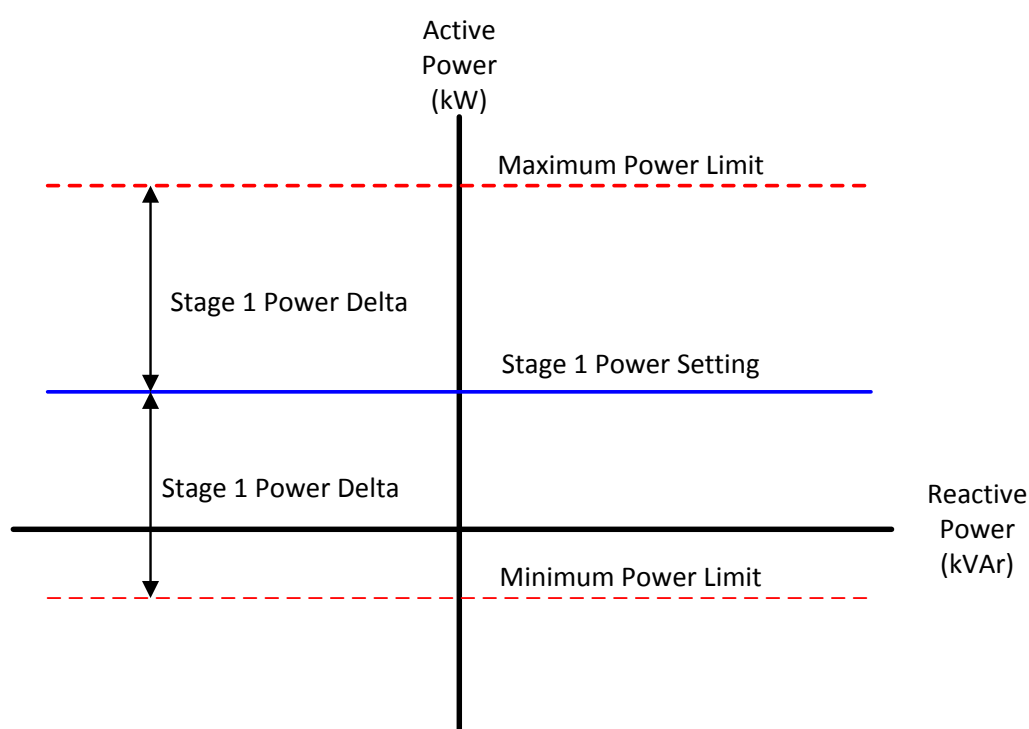 Active
Power
(kW)
Maximum Power Limit
Stage 1 Power Delta
Stage 1 Power Setting
Stage 1 Power Delta
Reactive
Power
(kVAr)
Minimum Power Limit